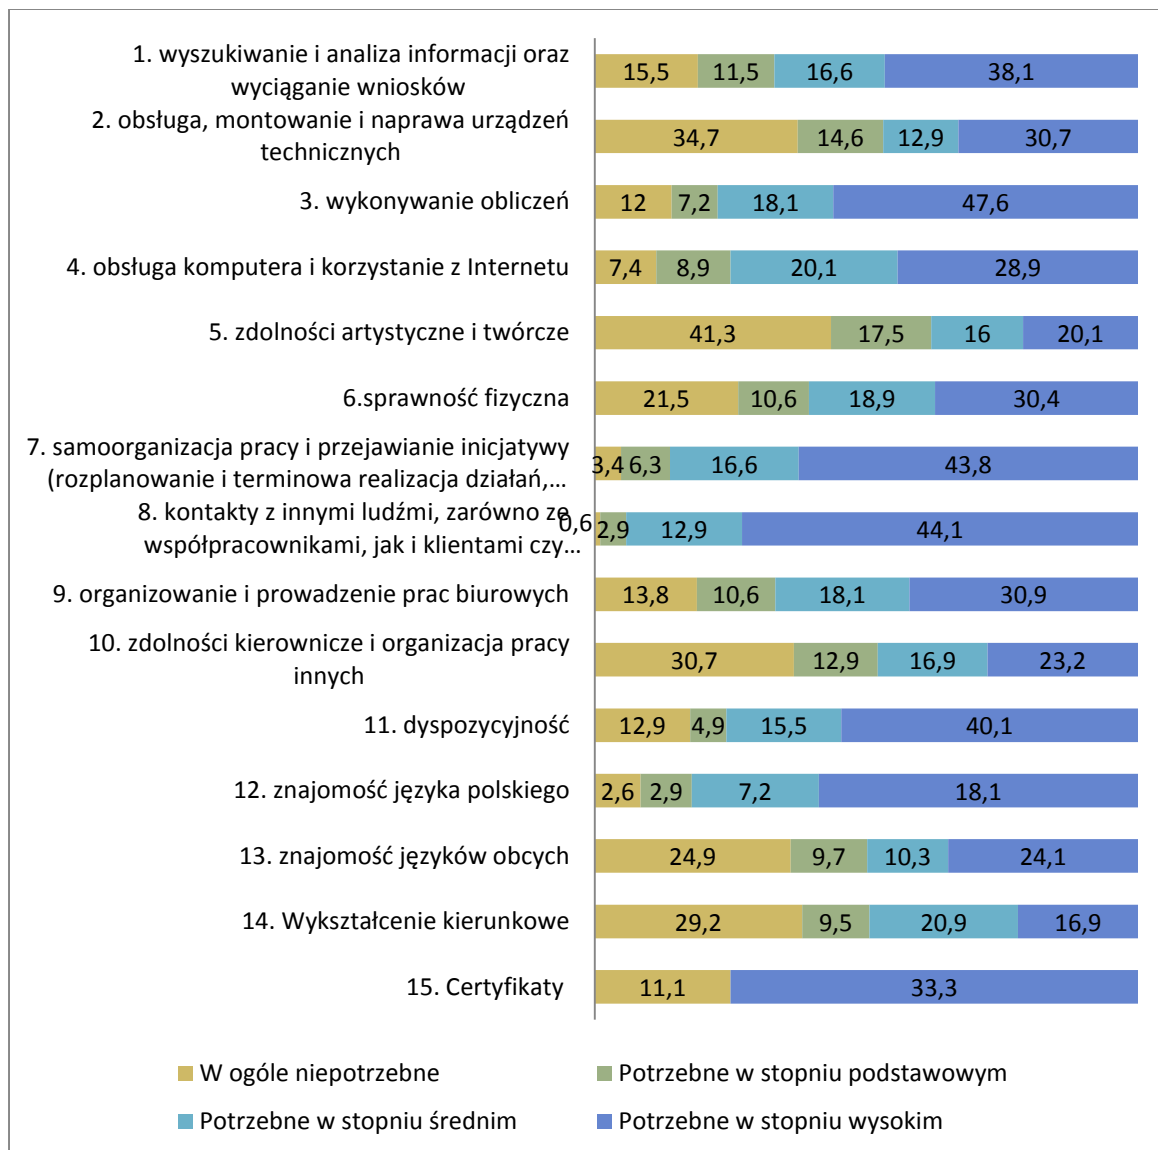 1. wyszukiwanie i analiza informacji oraz
wyciąganie wniosków
15,5 11,5 16,6 38,1
2. obsługa, montowanie i naprawa urządzeń
technicznych
34,7 14,6 12,9 30,7
3. wykonywanie obliczeń
12 7,2 18,1 47,6
4. obsługa komputera i korzystanie z Internetu
7,4 8,9 20,1 28,9
5. zdolności artystyczne i twórcze
41,3 17,5 16 20,1
6.sprawność fizyczna
21,5 10,6 18,9 30,4
7. samoorganizacja pracy i przejawianie inicjatywy
(rozplanowanie i terminowa realizacja działań,…
3,4 6,3 16,6 43,8
8. kontakty z innymi ludźmi, zarówno ze
współpracownikami, jak i klientami czy…
0,6 2,9 12,9 44,1
9. organizowanie i prowadzenie prac biurowych
13,8 10,6 18,1 30,9
10. zdolności kierownicze i organizacja pracy
innych
30,7 12,9 16,9 23,2
11. dyspozycyjność
12,9 4,9 15,5 40,1
12. znajomość języka polskiego
2,6 2,9 7,2 18,1
13. znajomość języków obcych
24,9 9,7 10,3 24,1
14. Wykształcenie kierunkowe
29,2 9,5 20,9 16,9
15. Certyfikaty
11,1 33,3
W ogóle niepotrzebne
Potrzebne w stopniu podstawowym
Potrzebne w stopniu średnim
Potrzebne w stopniu wysokim